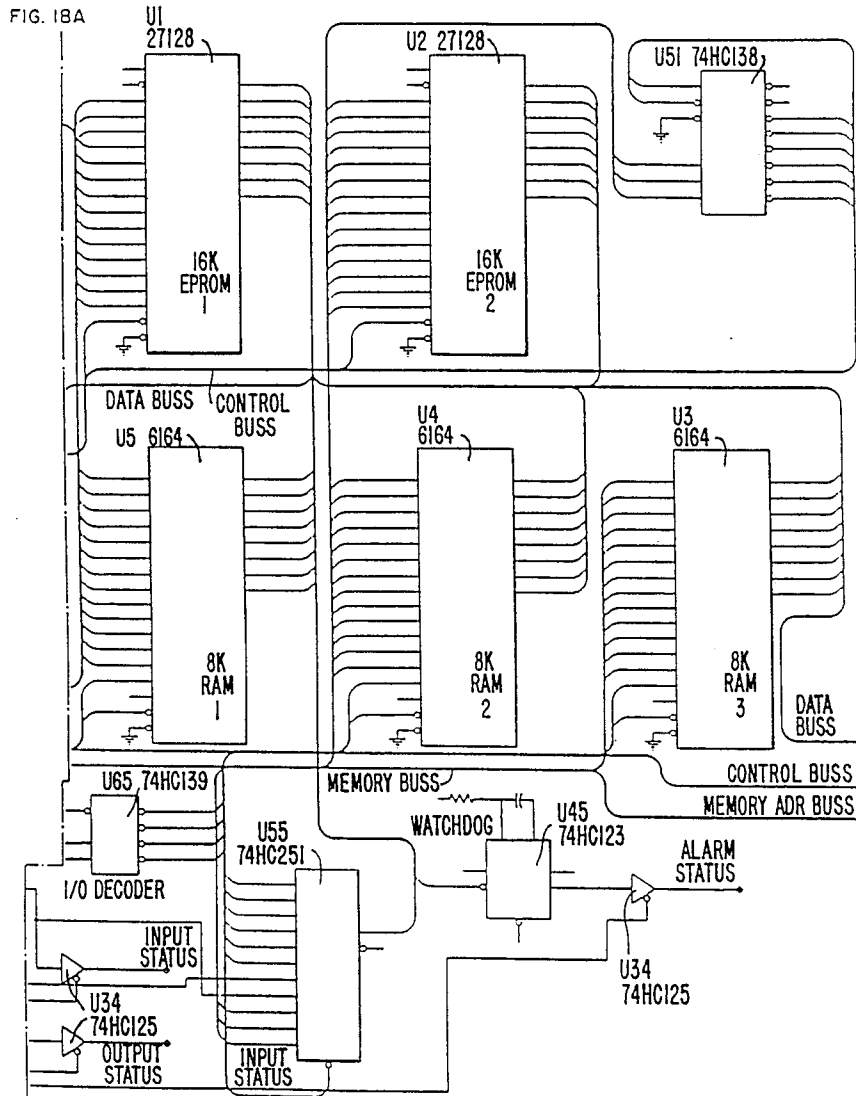 FIG. 18A
U1
27128
U2 27128
U51 74HC138
16K
EPROM
1
16K
EPROM
2
DATA BUSS
CONTROL
BUSS
U5 6164
U4
6164
U3
6164
8K
RAM
1
8K
RAM
2
8K
RAM
3
DATA
BUSS
CONTROL BUSS
MEMORY BUSS
MEMORY ADR BUSS
U65 74HC139
I/O DECODER
U55
74HC251
WATCHDOG
U45
74HC123
ALARM
STATUS
INPUT
STATUS
U34
74HC125
U34
74HC125
OUTPUT
STATUS
INPUT
STATUS